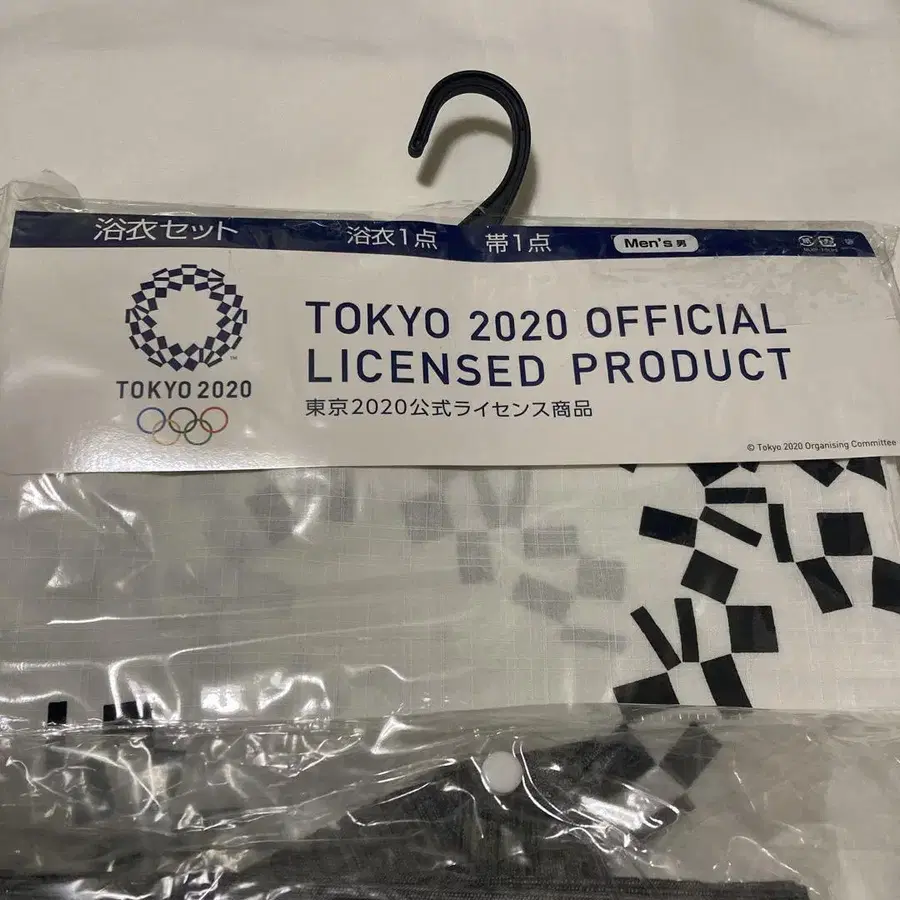 浴衣セット 浴衣1点 帯1点 Men's 男
TOKYO 2020 OFFICIAL
LICENSED PRODUCT
東京2020公式ライセンス商品
TM
TOKYO 2020
© Tokyo 2020 Organising Committee